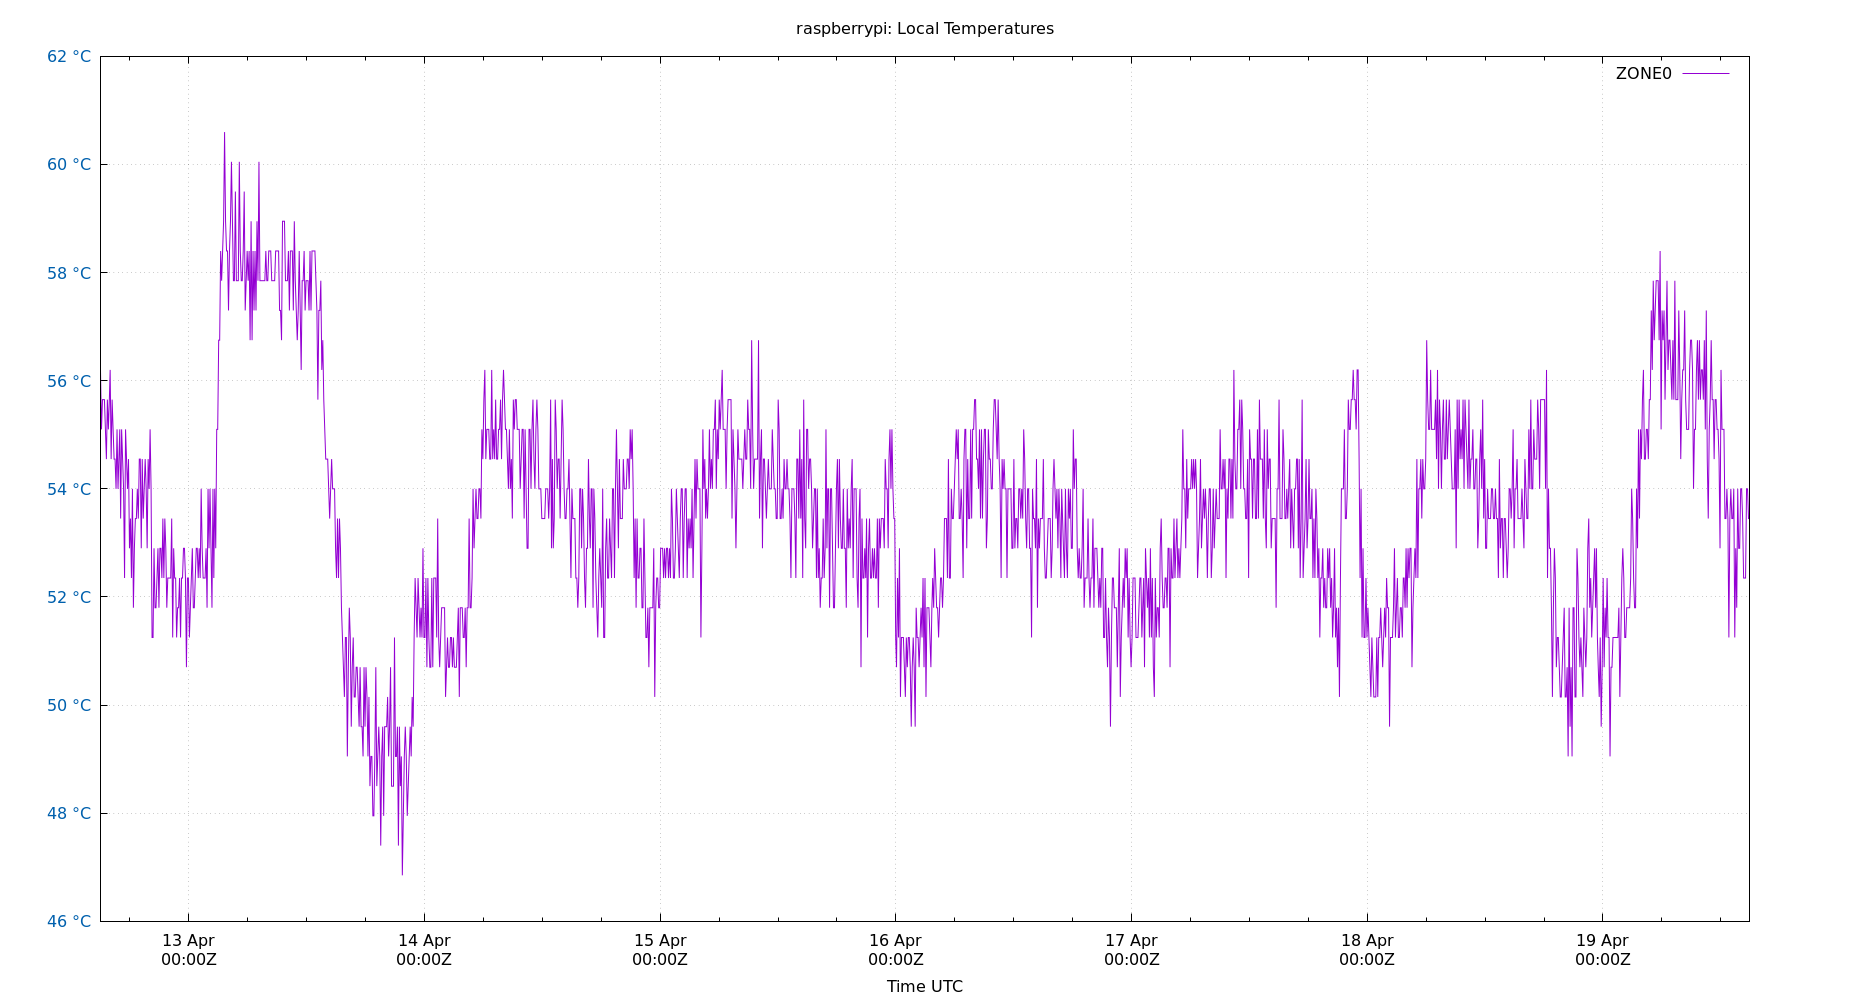 raspberrypi: Local Temperatures
ZONE0
62 °C
60 °C
58 °C
56 °C
54 °C
52 °C
50 °C
48 °C
46 °C
13 Apr
00:00Z
14 Apr
00:00Z
15 Apr
00:00Z
16 Apr
00:00Z
17 Apr
00:00Z
18 Apr
00:00Z
19 Apr
00:00Z
Time UTC